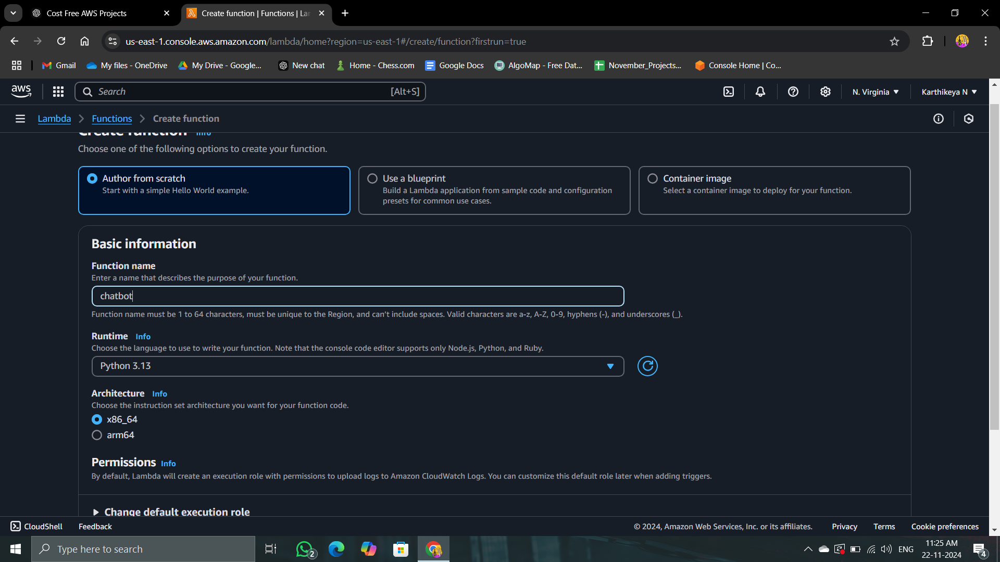 Cost Free AWS Projects
Create function | Functions | Lar
us-east-1.console.aws.amazon.com/lambda/home?region=us-east-1#/create/function?firstrun=true
Gmail
My files - OneDrive
My Drive - Google...
New chat
Home - Chess.com
Google Docs
AlgoMap - Free Dat...
November_Projects...
Console Home | Co...
aws
Search
[Alt+S]
N. Virginia
Karthikeya N
Lambda
Functions
Create function
Create function Info
Choose one of the following options to create your function.
Author from scratch
Start with a simple Hello World example.
Use a blueprint
Build a Lambda application from sample code and configuration
presets for common use cases.
Container image
Select a container image to deploy for your function.
Basic information
Function name
Enter a name that describes the purpose of your function.
chatbot
Function name must be 1 to 64 characters, must be unique to the Region, and can’t include spaces. Valid characters are a-z, A-Z, 0-9, hyphens (-), and underscores (_).
Runtime Info
Choose the language to use to write your function. Note that the console code editor supports only Node.js, Python, and Ruby.
Python 3.13
Architecture Info
Choose the instruction set architecture you want for your function code.
x86_64
arm64
Permissions Info
By default, Lambda will create an execution role with permissions to upload logs to Amazon CloudWatch Logs. You can customize this default role later when adding triggers.
Change default execution role
CloudShell
Feedback
© 2024, Amazon Web Services, Inc. or its affiliates.
Privacy
Terms
Cookie preferences
Type here to search
2
ENG
11:25 AM
22-11-2024
4